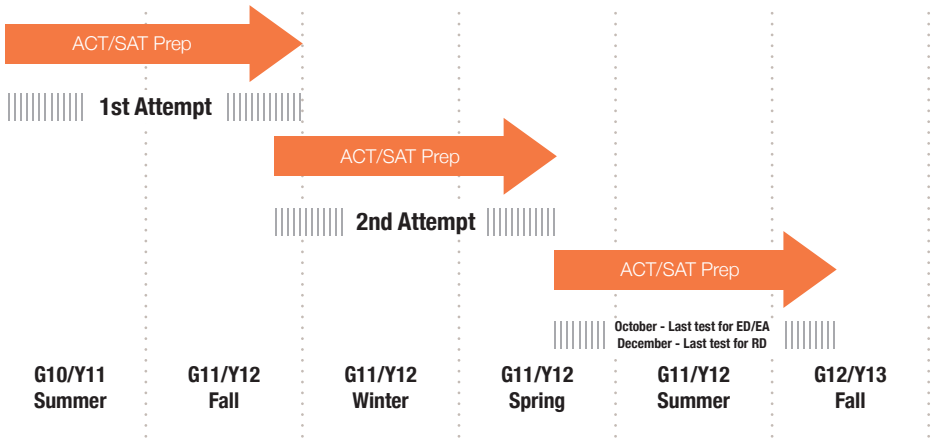 ACT/SAT Prep
1st Attempt
ACT/SAT Prep
2nd Attempt
ACT/SAT Prep
October - Last test for ED/EA
December - Last test for RD
G10/Y11
Summer
G11/Y12
Fall
G11/Y12
Winter
G11/Y12
Spring
G11/Y12
Summer
G12/Y13
Fall